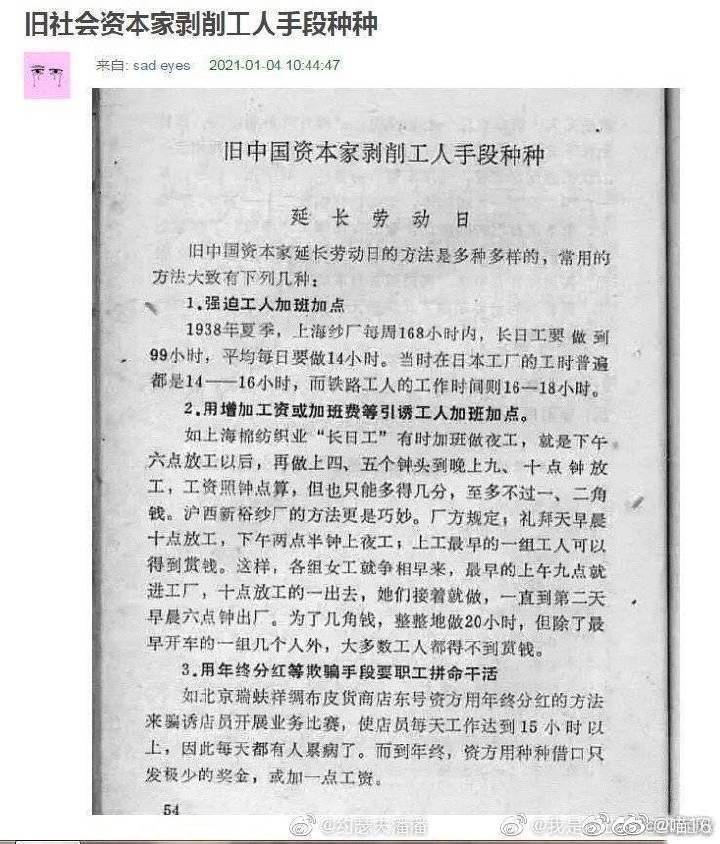 旧社会资本家剥削工人手段种种
来自: sad eyes 2021-01-04 10:44:47
旧中国资本家剥削工人手段种种
延长劳动日
旧中国资本家延长劳动日的方法是多种多样的，常用的
方法大致有下列几种：
1.强迫工人加班加点
1938年夏季，上海纱厂每周168小时内，长日工要做到
99小时，平均每日要做14小时。当时在日本工厂的工时普遍
都是14——16小时，而铁路工人的工作时间则16—18小时。
2.用增加工资或加班费等引诱工人加班加点。
如上海棉纺织业“长日工”有时加班做夜工，就是下午
六点放工以后，再做上四、五个钟头到晚上九、十点钟放
工，工资照钟点算，但也只能多得几分，至多不过一、二角
钱。沪西新裕纱厂的方法更是巧妙。厂方规定；礼拜天早晨
十点放工，下午两点半钟上夜工；上工最早的一组工人可以
得到赏钱。这样，各组女工就争相早来，最早的上午九点就
进工厂，十点放工的一出去，她们接着就做，一直到第二天
早晨六点钟出厂。为了几角钱，整整地做20小时，但除了最
早开车的一组几个人外，大多数工人都得不到赏钱。
3.用年终分红等欺骗手段要职工拼命干活
如北京瑞蚨祥绸布皮货商店东号资方用年终分红的方法
来骗诱店员开展业务比赛，使店员每天工作达到15小时以
上，因此每天都有人累病了。而到年终，资方用种种借口只
发极少的奖金，或加一点工资。
54